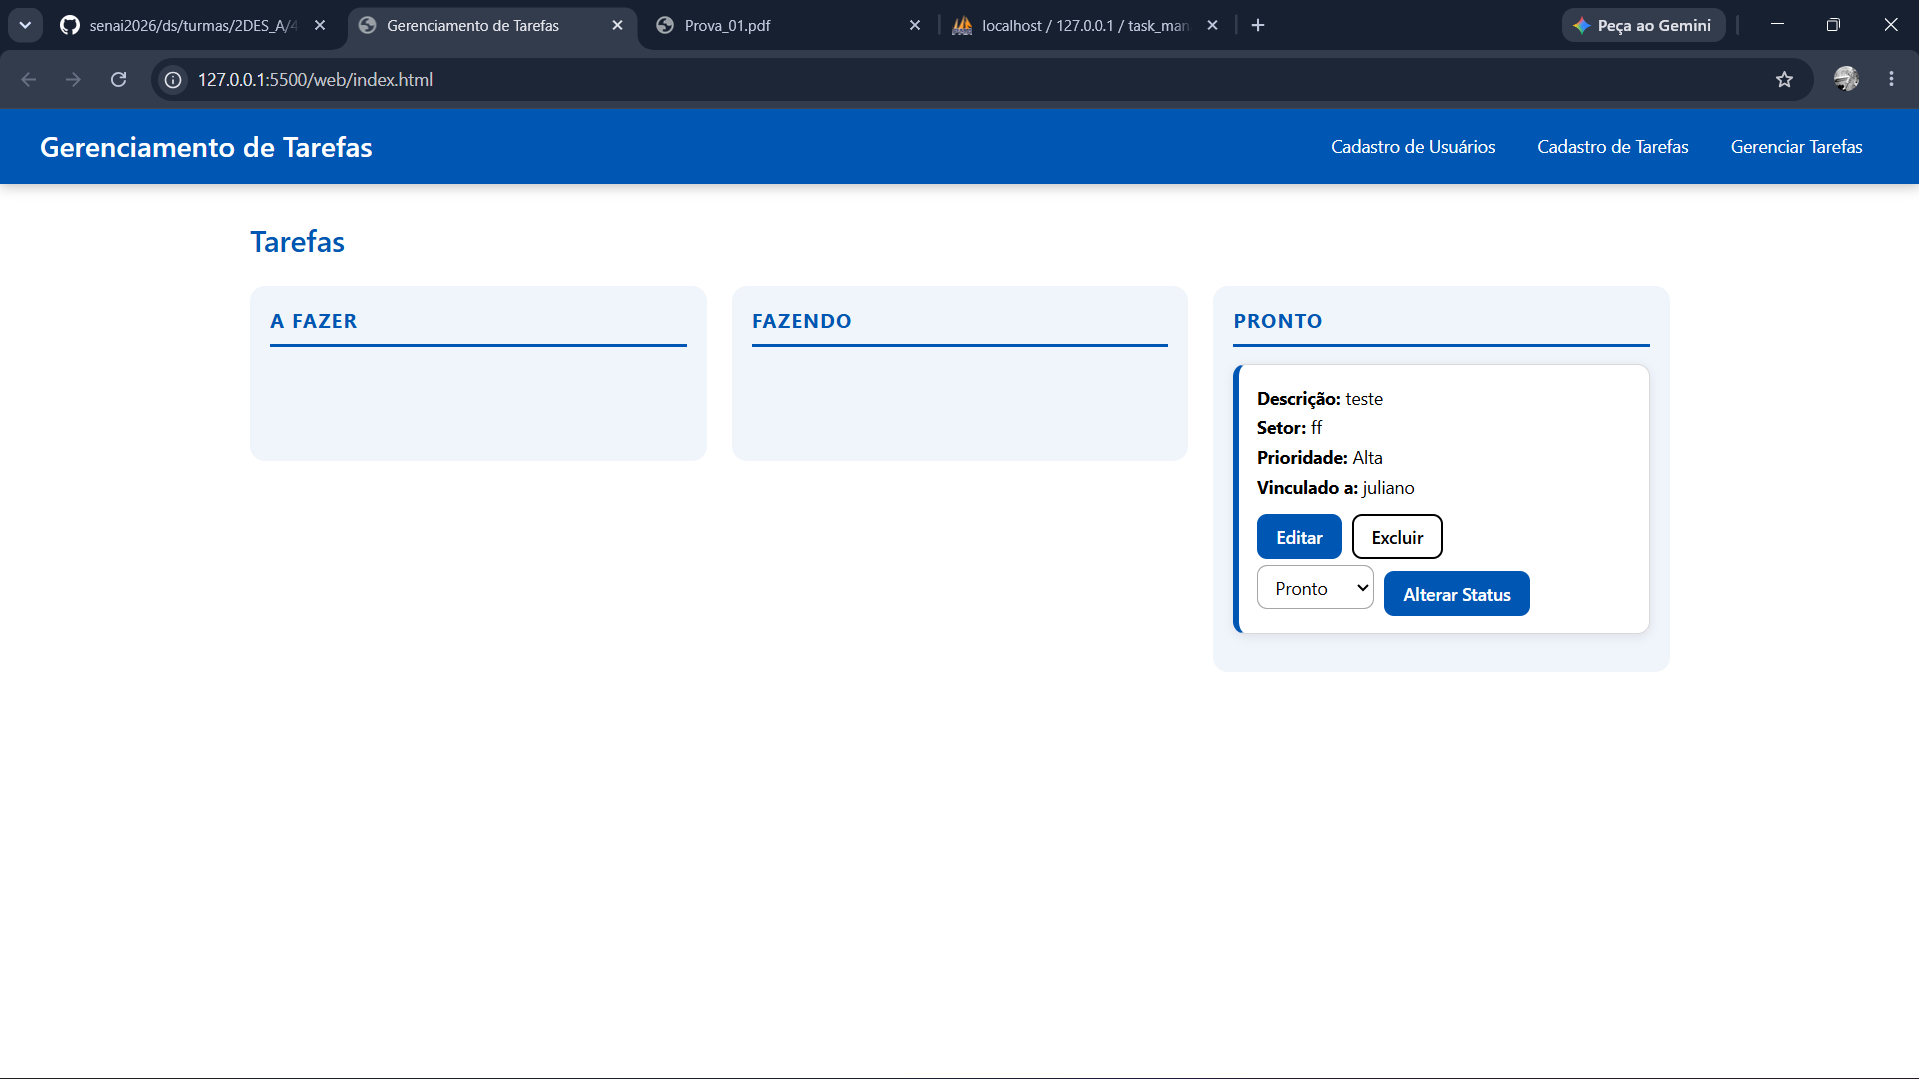 senai2026/ds/turmas/2DES_A/4
Gerenciamento de Tarefas
Prova_01.pdf
localhost / 127.0.0.1 / task_man
Peça ao Gemini
127.0.0.1:5500/web/index.html
Gerenciamento de Tarefas
Cadastro de Usuários
Cadastro de Tarefas
Gerenciar Tarefas
Tarefas
A FAZER
FAZENDO
PRONTO
Descrição: teste
Setor: ff
Prioridade: Alta
Vinculado a: juliano
Editar
Excluir
Pronto
Alterar Status